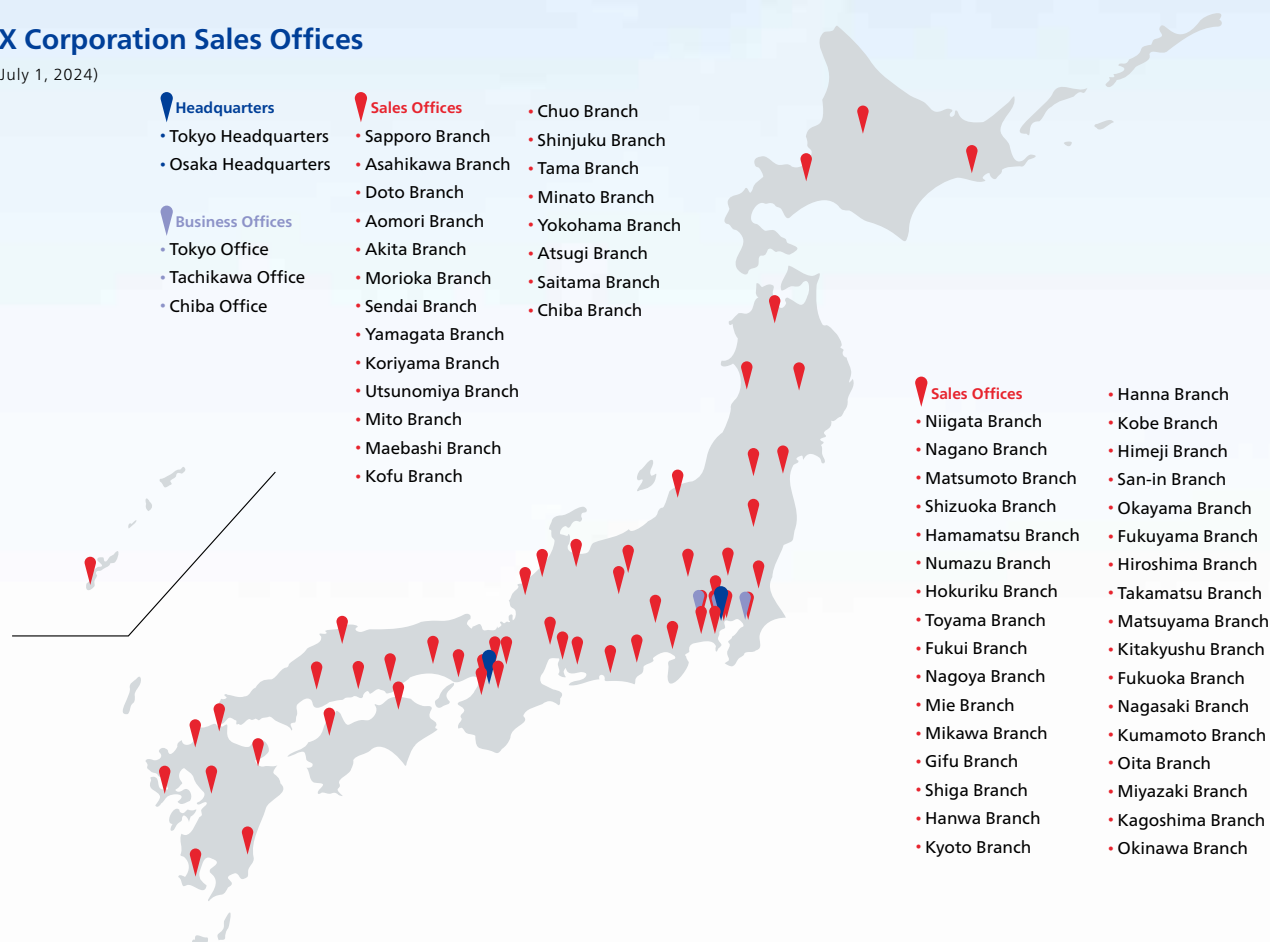 X Corporation Sales Offices
July 1, 2024)
Headquarters
• Tokyo Headquarters
• Osaka Headquarters
Business Offices
• Tokyo Office
• Tachikawa Office
• Chiba Office
Sales Offices
• Sapporo Branch
• Asahikawa Branch
• Doto Branch
• Aomori Branch
• Akita Branch
• Morioka Branch
• Sendai Branch
• Yamagata Branch
• Koriyama Branch
• Utsunomiya Branch
• Mito Branch
• Maebashi Branch
• Kofu Branch
• Chuo Branch
• Shinjuku Branch
• Tama Branch
• Minato Branch
• Yokohama Branch
• Atsugi Branch
• Saitama Branch
• Chiba Branch
Sales Offices
• Niigata Branch
• Nagano Branch
• Matsumoto Branch
• Shizuoka Branch
• Hamamatsu Branch
• Numazu Branch
• Hokuriku Branch
• Toyama Branch
• Fukui Branch
• Nagoya Branch
• Mie Branch
• Mikawa Branch
• Gifu Branch
• Shiga Branch
• Hanwa Branch
• Kyoto Branch
• Hanna Branch
• Kobe Branch
• Himeji Branch
• San-in Branch
• Okayama Branch
• Fukuyama Branch
• Hiroshima Branch
• Takamatsu Branch
• Matsuyama Branch
• Kitakyushu Branch
• Fukuoka Branch
• Nagasaki Branch
• Kumamoto Branch
• Oita Branch
• Miyazaki Branch
• Kagoshima Branch
• Okinawa Branch